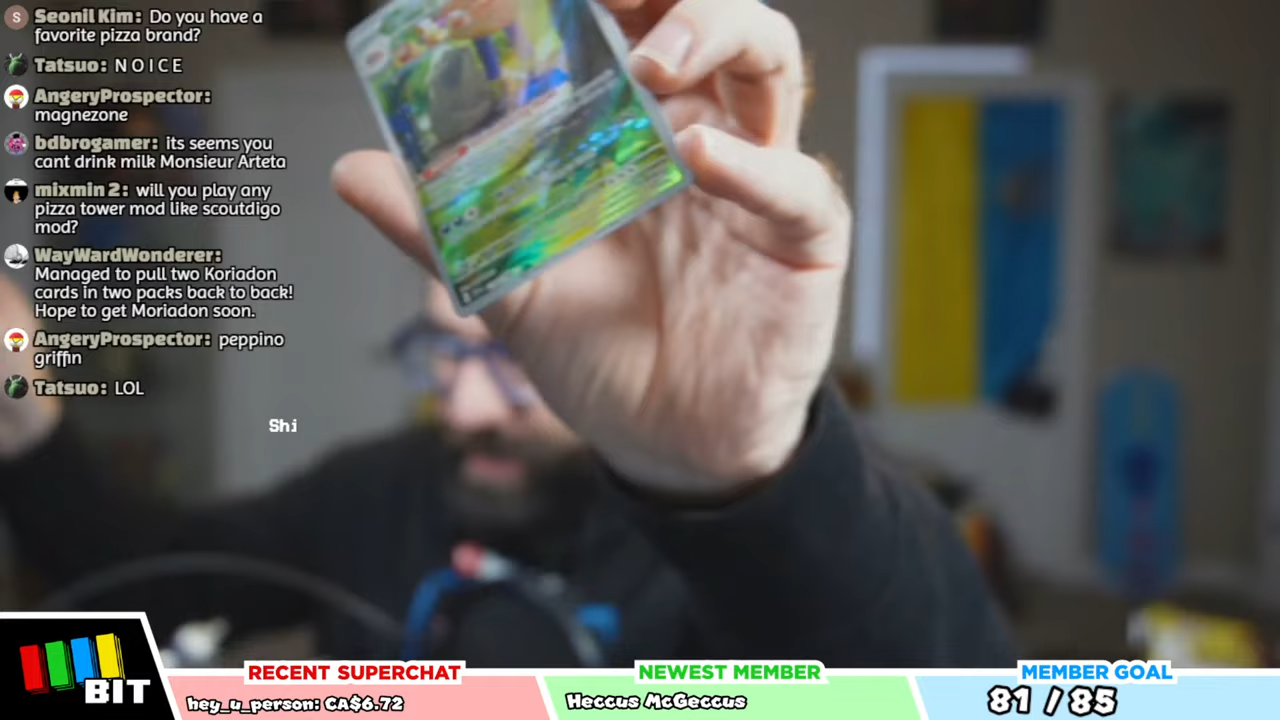 Seonil Kim: Do you have a
favorite pizza brand?
Tatsuo: N O I C E
AngeryProspector:
magnezone
bdbrogamer: its seems you
cant drink milk Monsieur Arteta
mixmin 2: will you play any
pizza tower mod like scoutdigo
mod?
WayWardWonderer:
Managed to pull two Koriadon
cards in two packs back to back!
Hope to get Moriadon soon.
AngeryProspector: peppino
griffin
Tatsuo: LOL
Shi
BIT
RECENT SUPERCHAT
hey_u_person: CA$6.72
NEWEST MEMBER
Heccus McGeccus
MEMBER GOAL
81 / 85